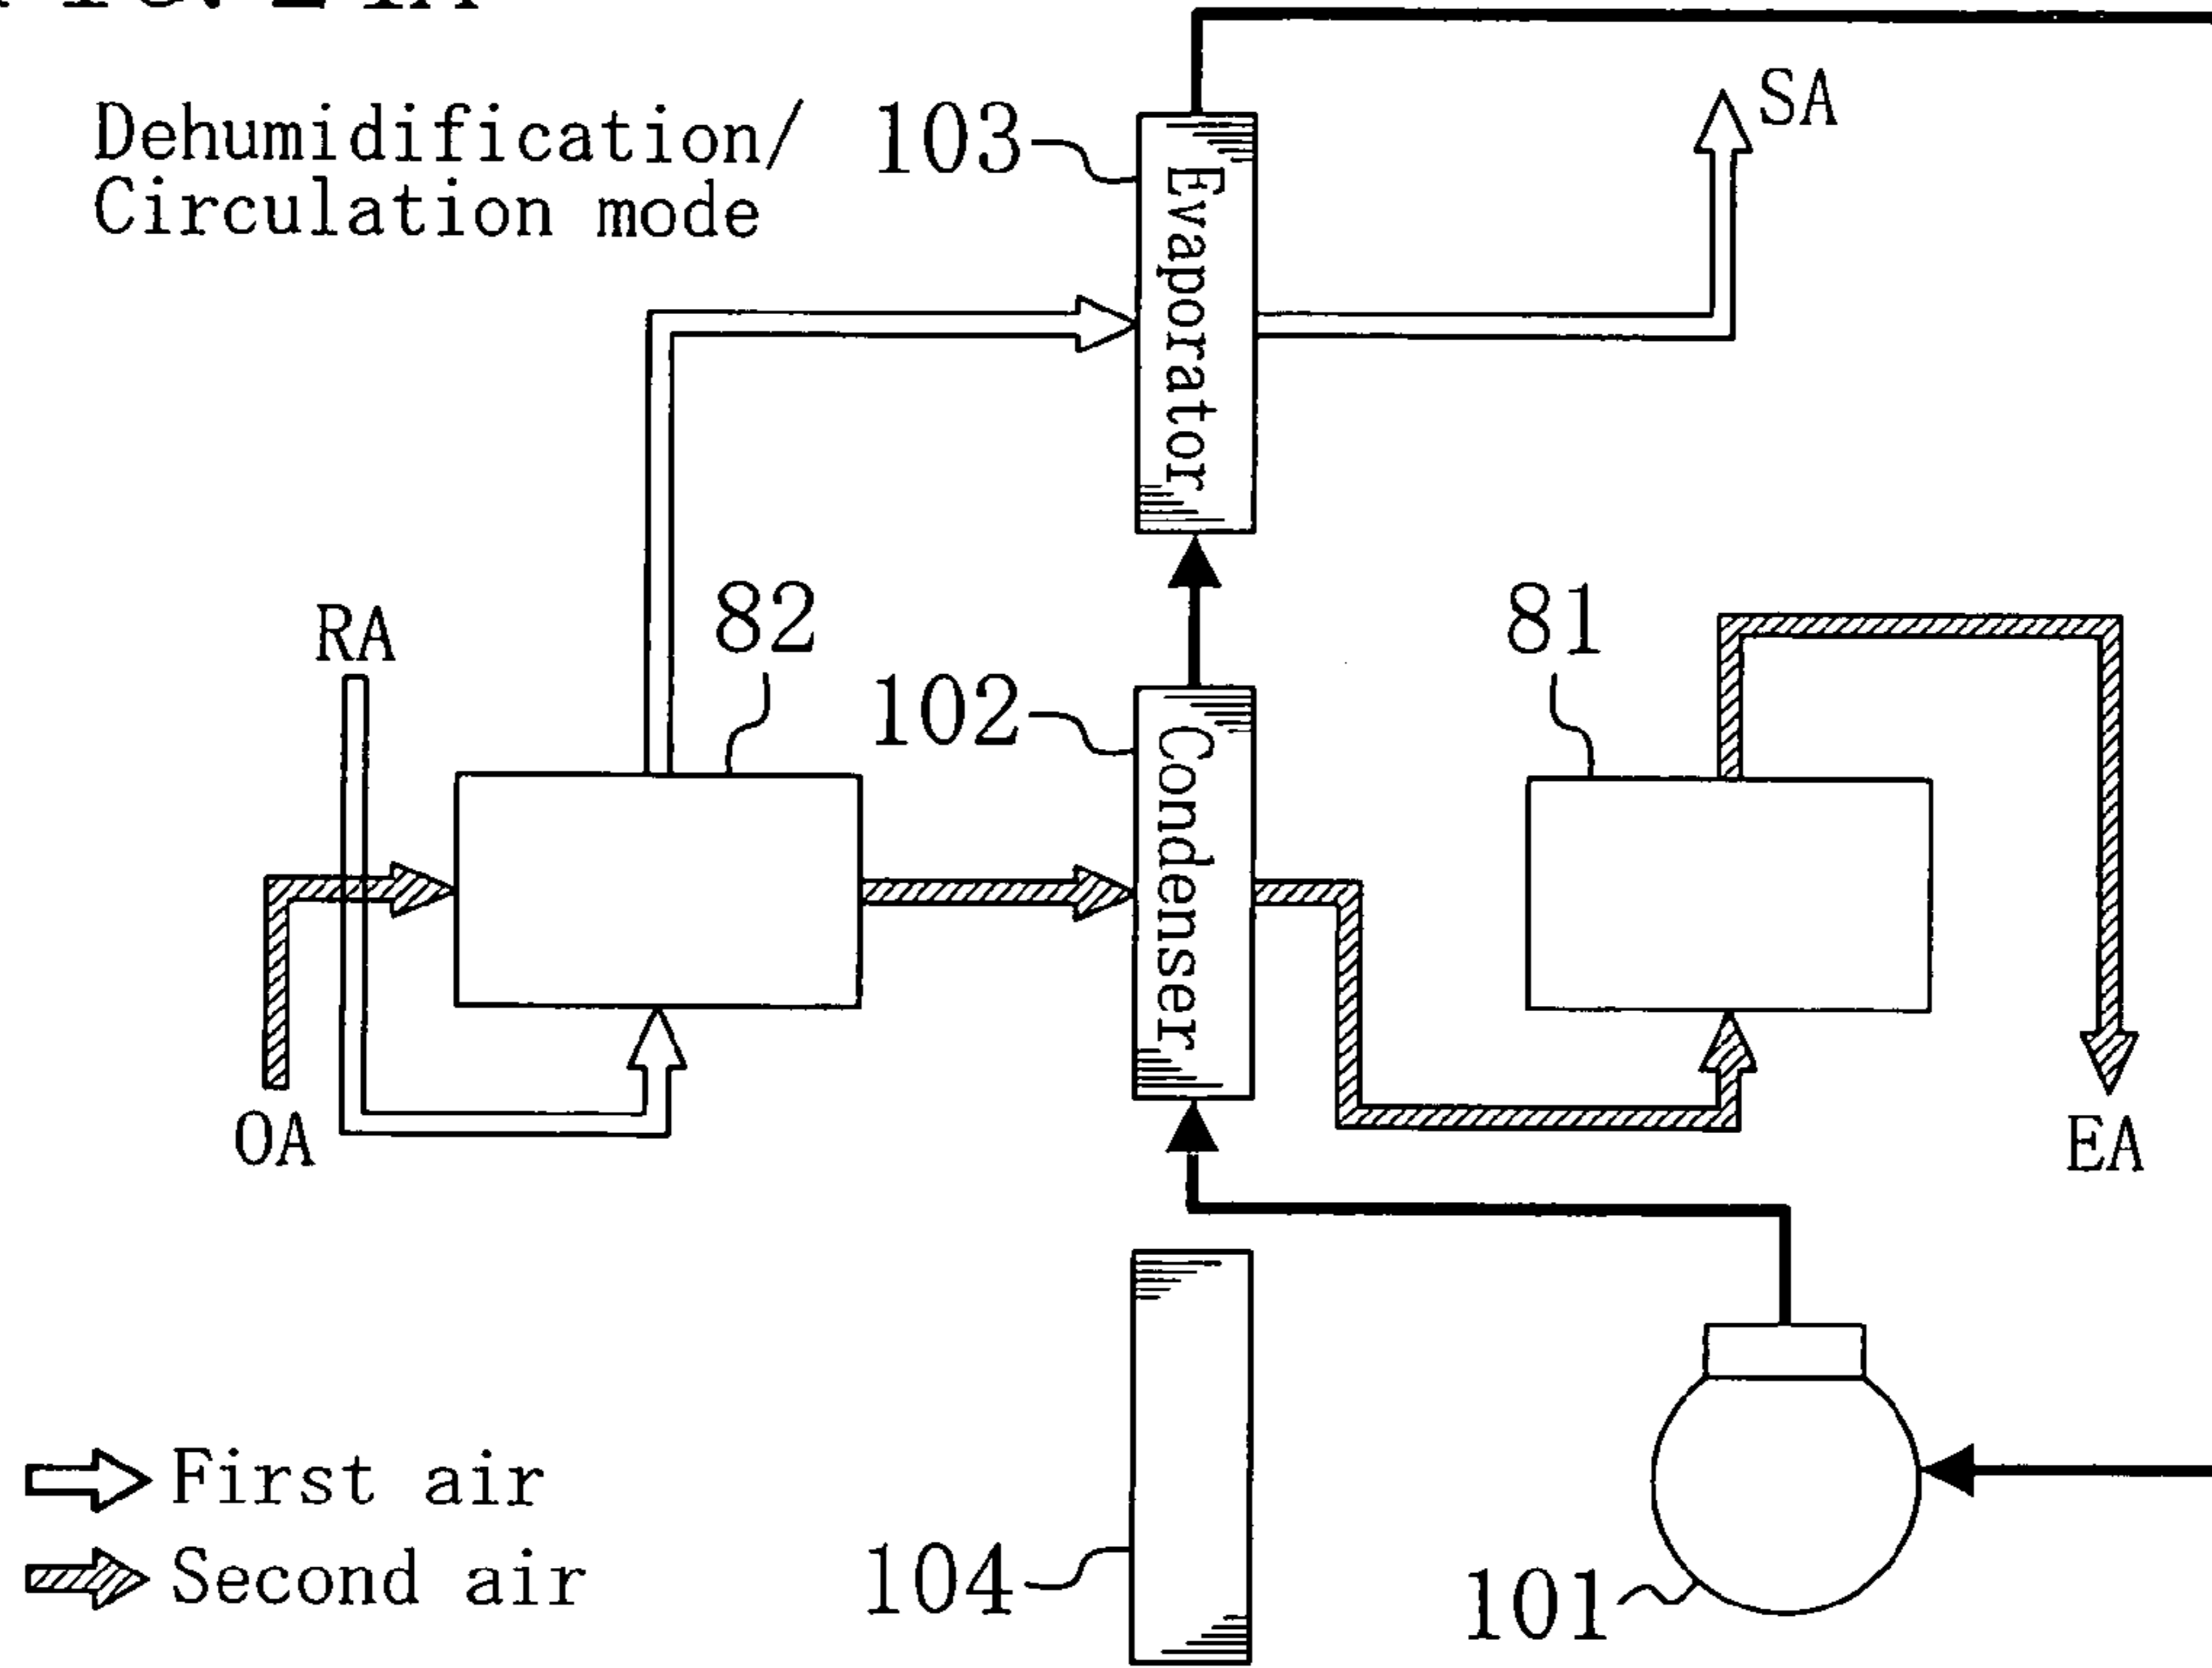 Dehumidification/
Circulation mode
103
SA
Evaporator
RA
82
102
81
Condenser
OA
EA
First air
Second air
104
101